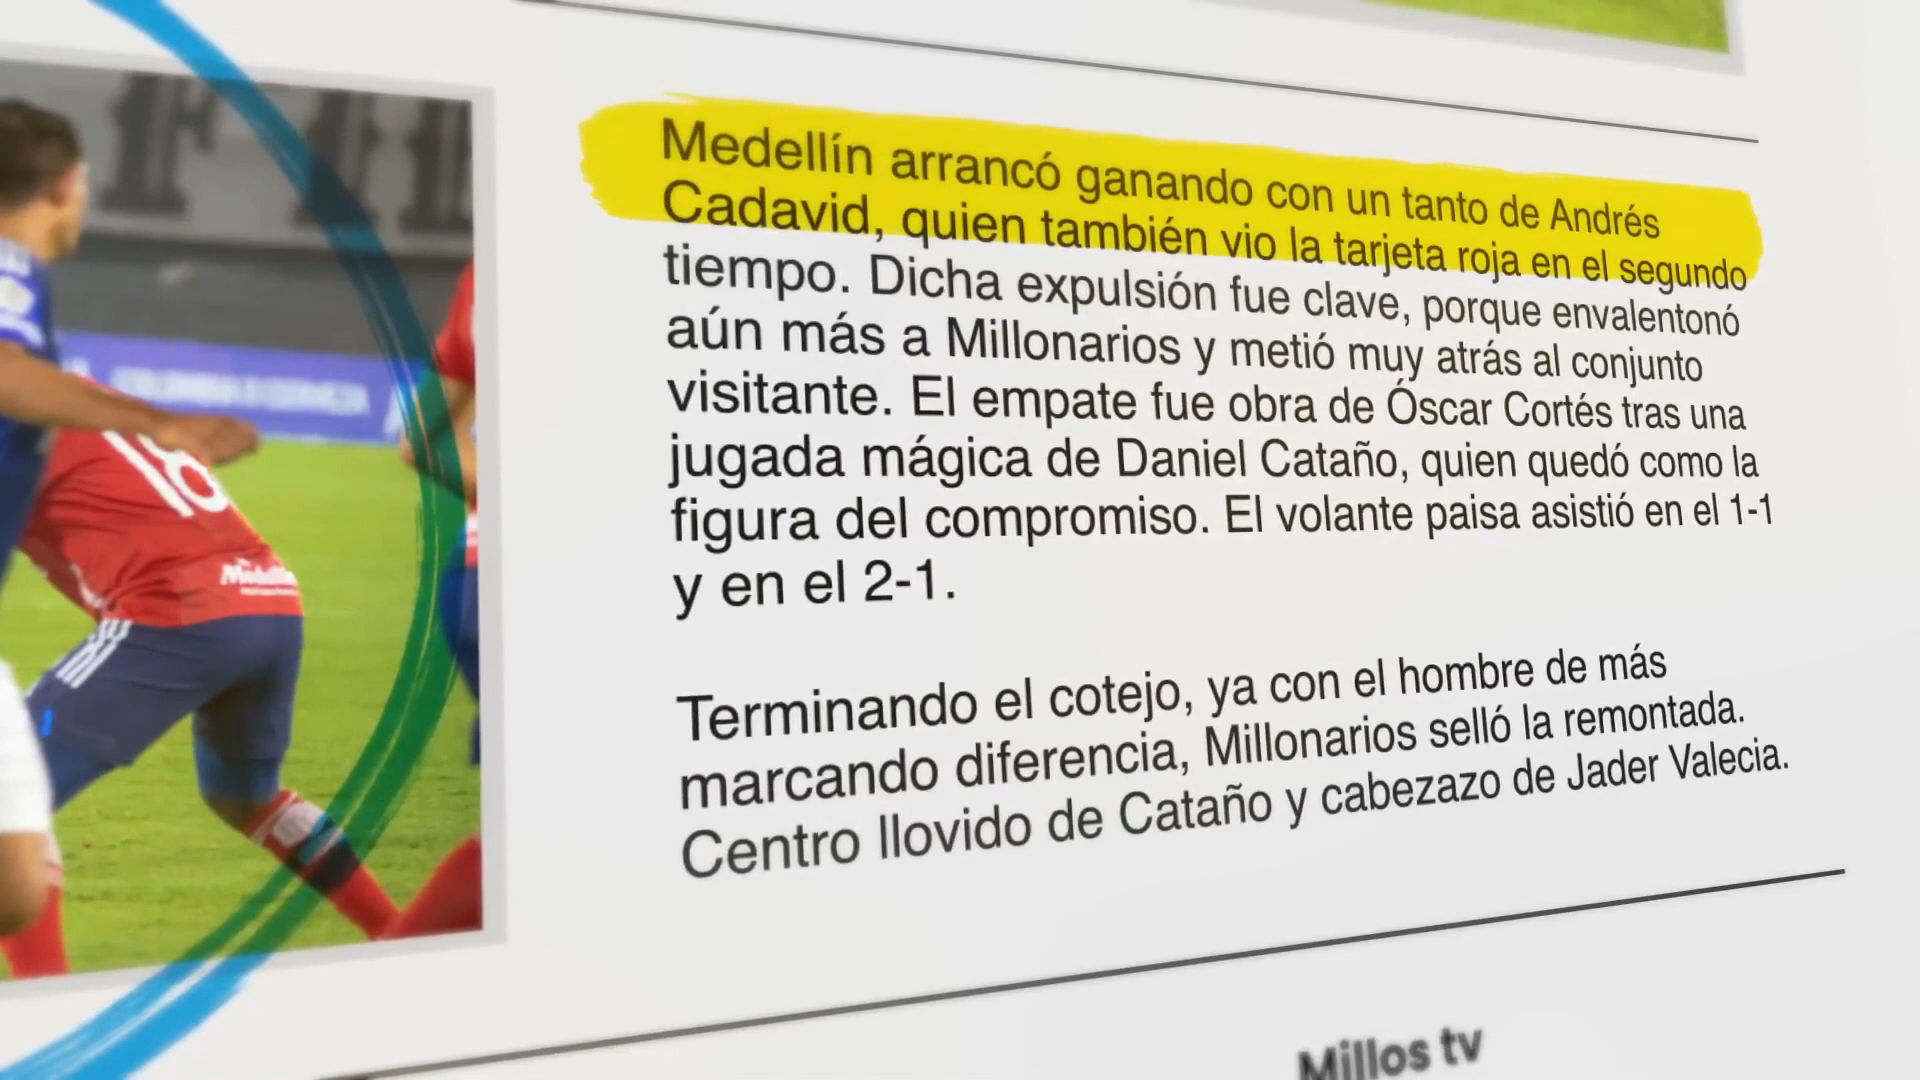 18
Medellín arrancó ganando con un tanto de Andrés
Cadavid, quien también vio la tarjeta roja en el segundo
tiempo. Dicha expulsión fue clave, porque envalentonó
aún más a Millonarios y metió muy atrás al conjunto
visitante. El empate fue obra de Óscar Cortés tras una
jugada mágica de Daniel Cataño, quien quedó como la
figura del compromiso. El volante paisa asistió en el 1-1
y en el 2-1.
Terminando el cotejo, ya con el hombre de más
marcando diferencia, Millonarios selló la remontada.
Centro llovido de Cataño y cabezazo de Jader Valecia.
Millos tv